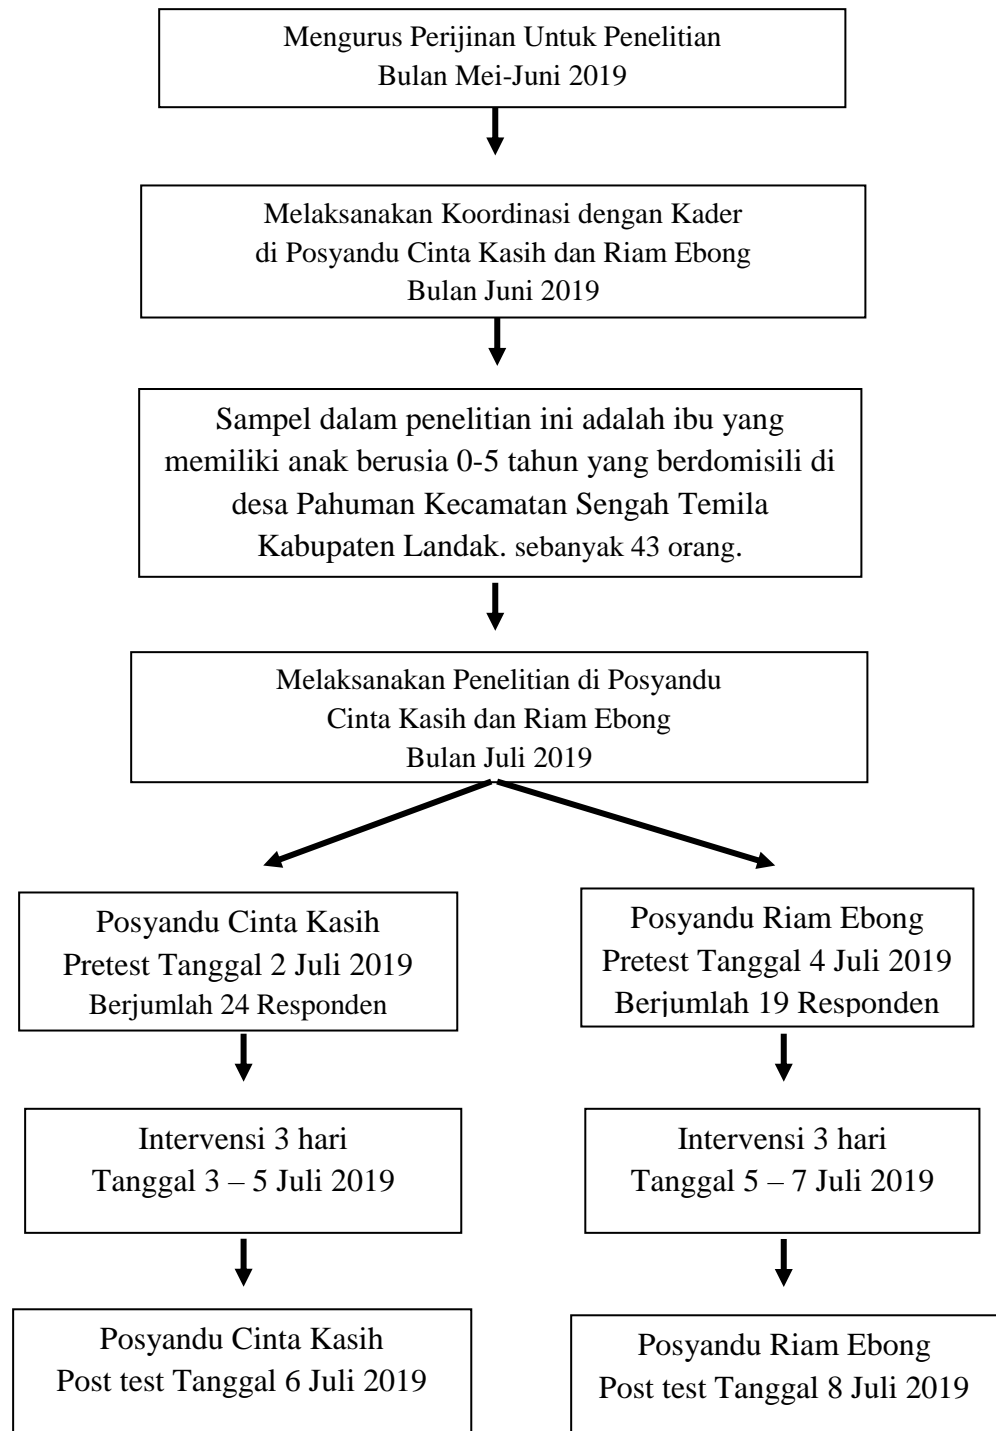 Mengurus Perijinan Untuk Penelitian
Bulan Mei-Juni 2019
Melaksanakan Koordinasi dengan Kader
di Posyandu Cinta Kasih dan Riam Ebong
Bulan Juni 2019
Sampel dalam penelitian ini adalah ibu yang
memiliki anak berusia 0-5 tahun yang berdomisili di
desa Pahuman Kecamatan Sengah Temila
Kabupaten Landak. sebanyak 43 orang.
Melaksanakan Penelitian di Posyandu
Cinta Kasih dan Riam Ebong
Bulan Juli 2019
Posyandu Cinta Kasih
Pretest Tanggal 2 Juli 2019
Berjumlah 24 Responden
Posyandu Riam Ebong
Pretest Tanggal 4 Juli 2019
Berjumlah 19 Responden
Intervensi 3 hari
Tanggal 3 – 5 Juli 2019
Intervensi 3 hari
Tanggal 5 – 7 Juli 2019
Posyandu Cinta Kasih
Post test Tanggal 6 Juli 2019
Posyandu Riam Ebong
Post test Tanggal 8 Juli 2019